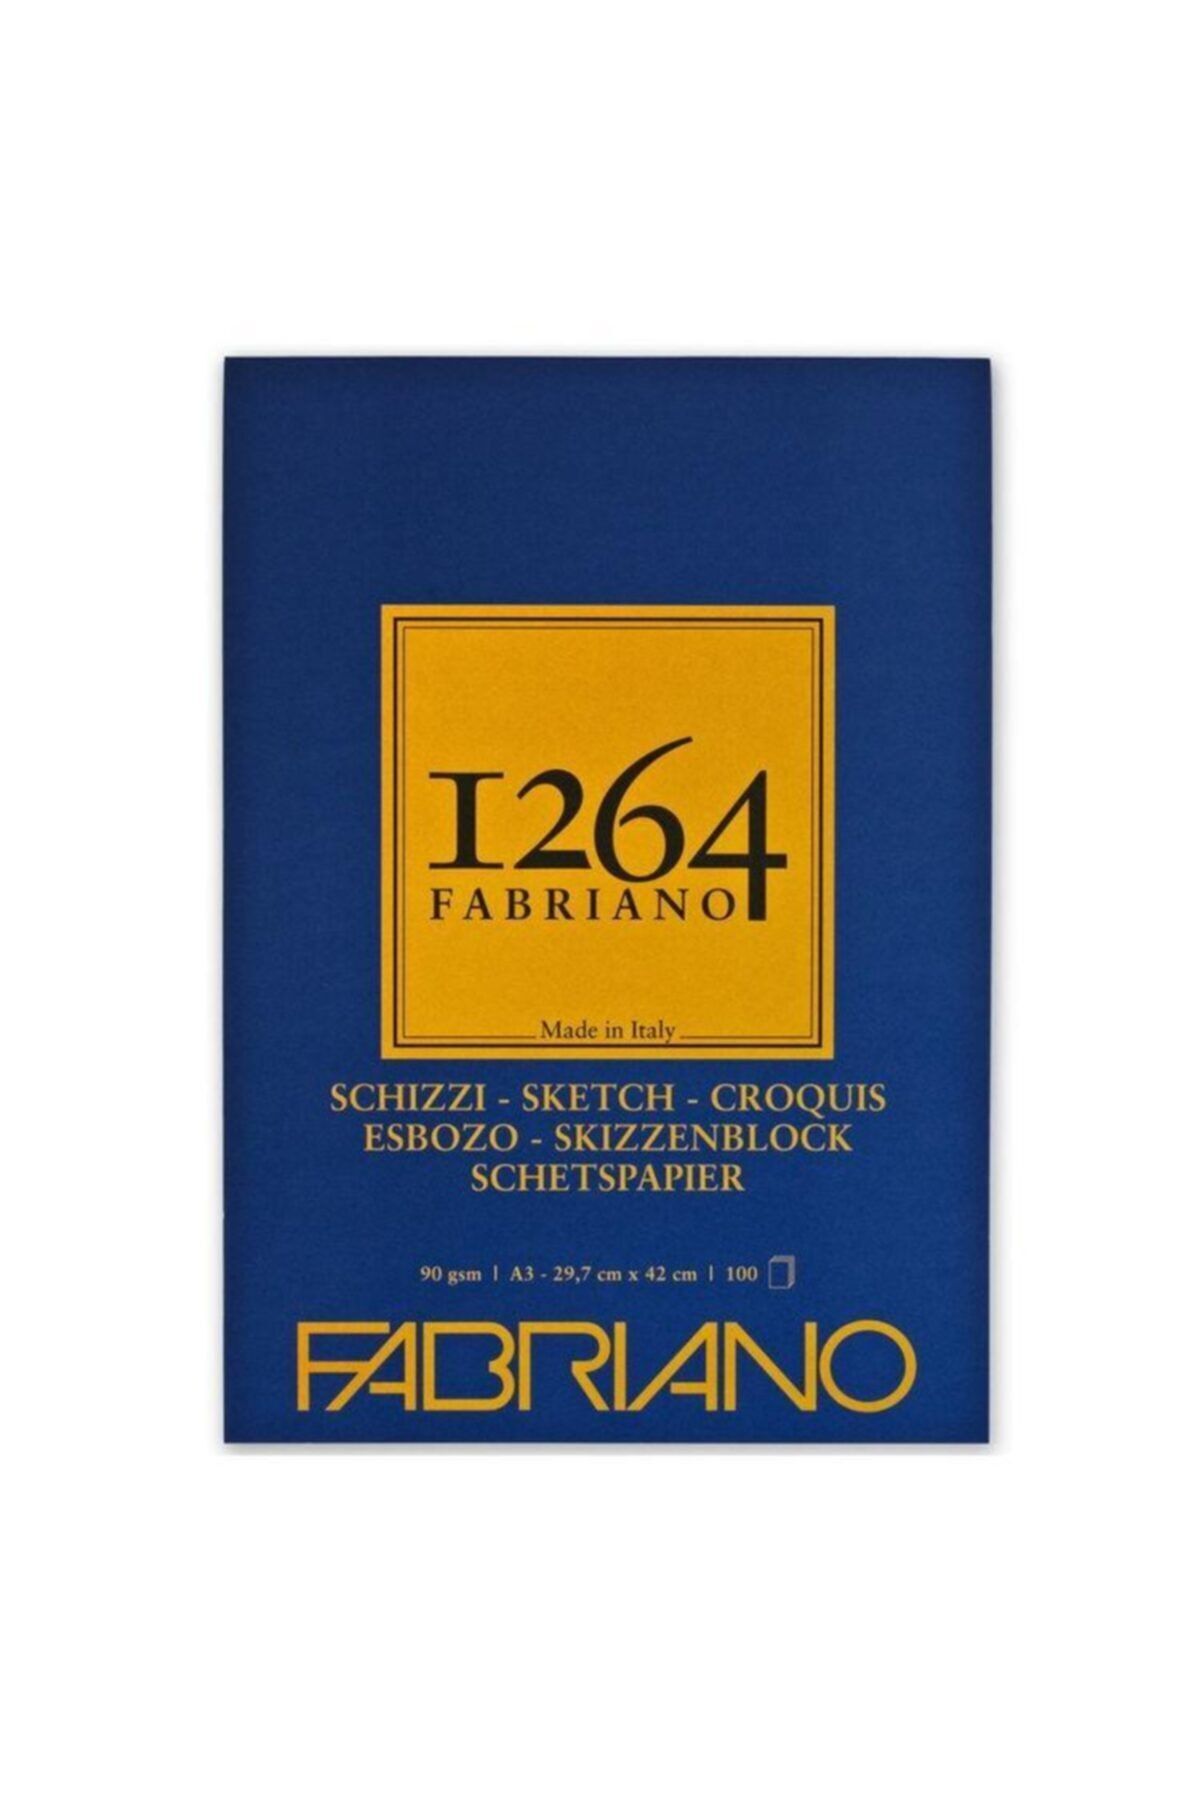 1264
FABRIANO
Made in Italy
SCHIZZI - SKETCH - CROQUIS
ESBOZO - SKIZZENBLOCK
SCHETSPAPIER
90 gsm | A3 - 29,7 cm x 42 cm | 100
FABRIANO